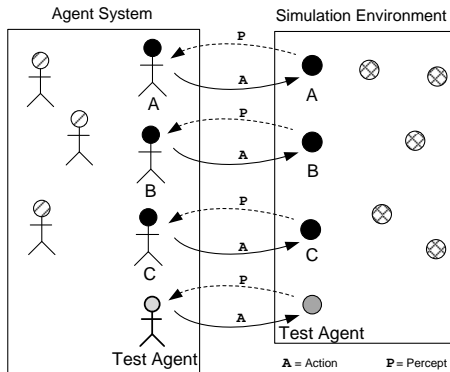 Agent System
Simulation Environment
P
A
A
A
P
A
B
B
P
A
C
C
P
A
Test Agent
Test Agent
A = Action
P = Percept